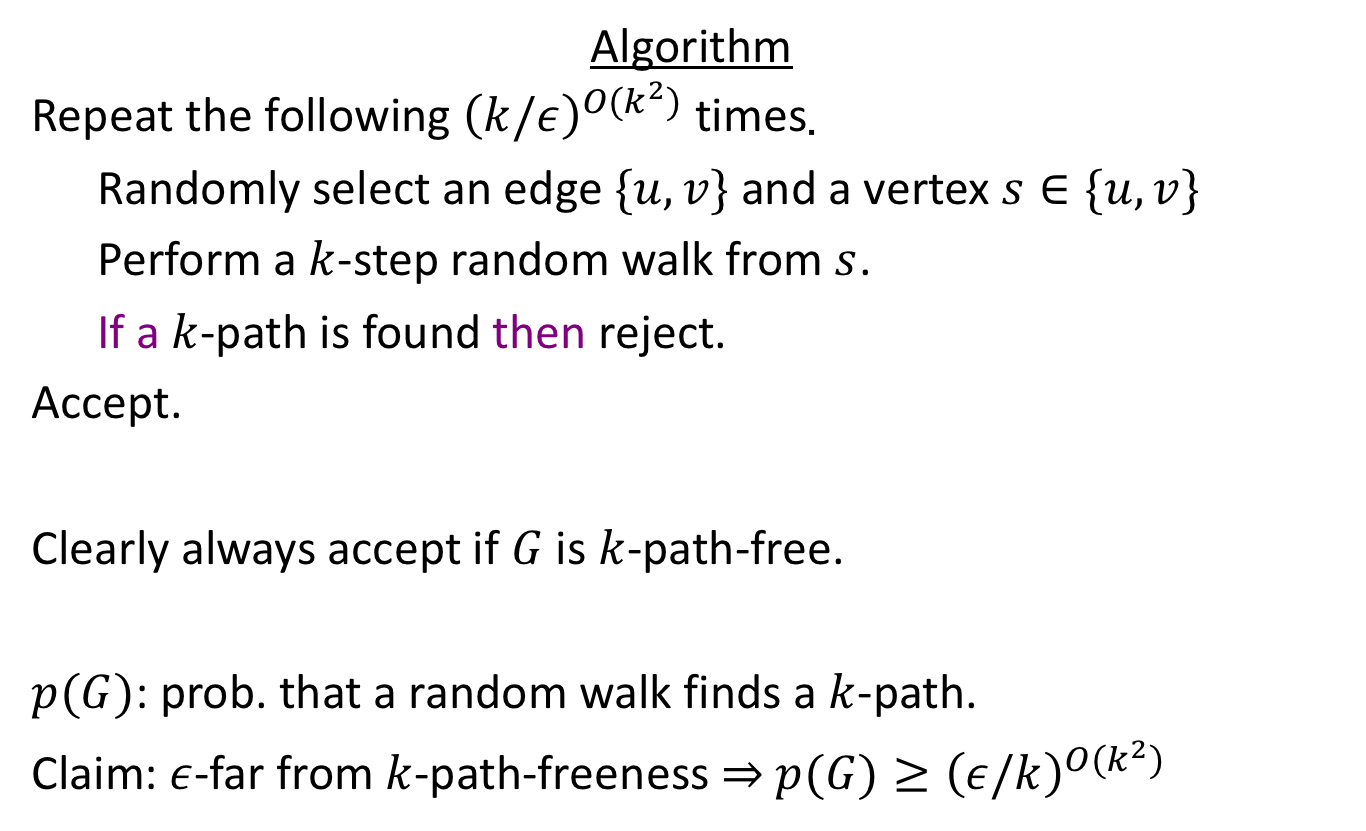 Algorithm
Repeat the following (k/ϵ)^{O(k²)} times.
Randomly select an edge {u, v} and a vertex s ∈ {u, v}
Perform a k-step random walk from s.
If a k-path is found then reject.
Accept.
Clearly always accept if G is k-path-free.
p(G): prob. that a random walk finds a k-path.
Claim: ϵ-far from k-path-freeness ⇒ p(G) ≥ (ϵ/k)^{O(k²)}